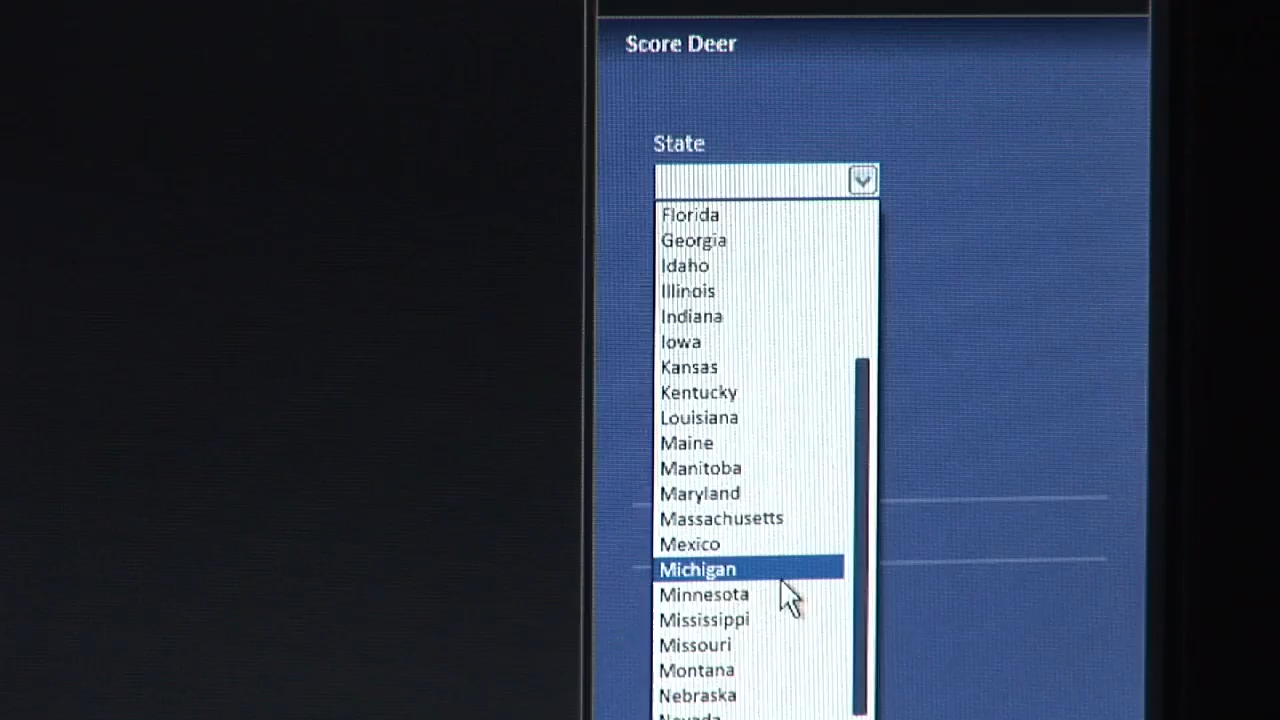 Score Deer
State
Florida
Georgia
Idaho
Illinois
Indiana
Iowa
Kansas
Kentucky
Louisiana
Maine
Manitoba
Maryland
Massachusetts
Mexico
Michigan
Minnesota
Mississippi
Missouri
Montana
Nebraska
Nevada